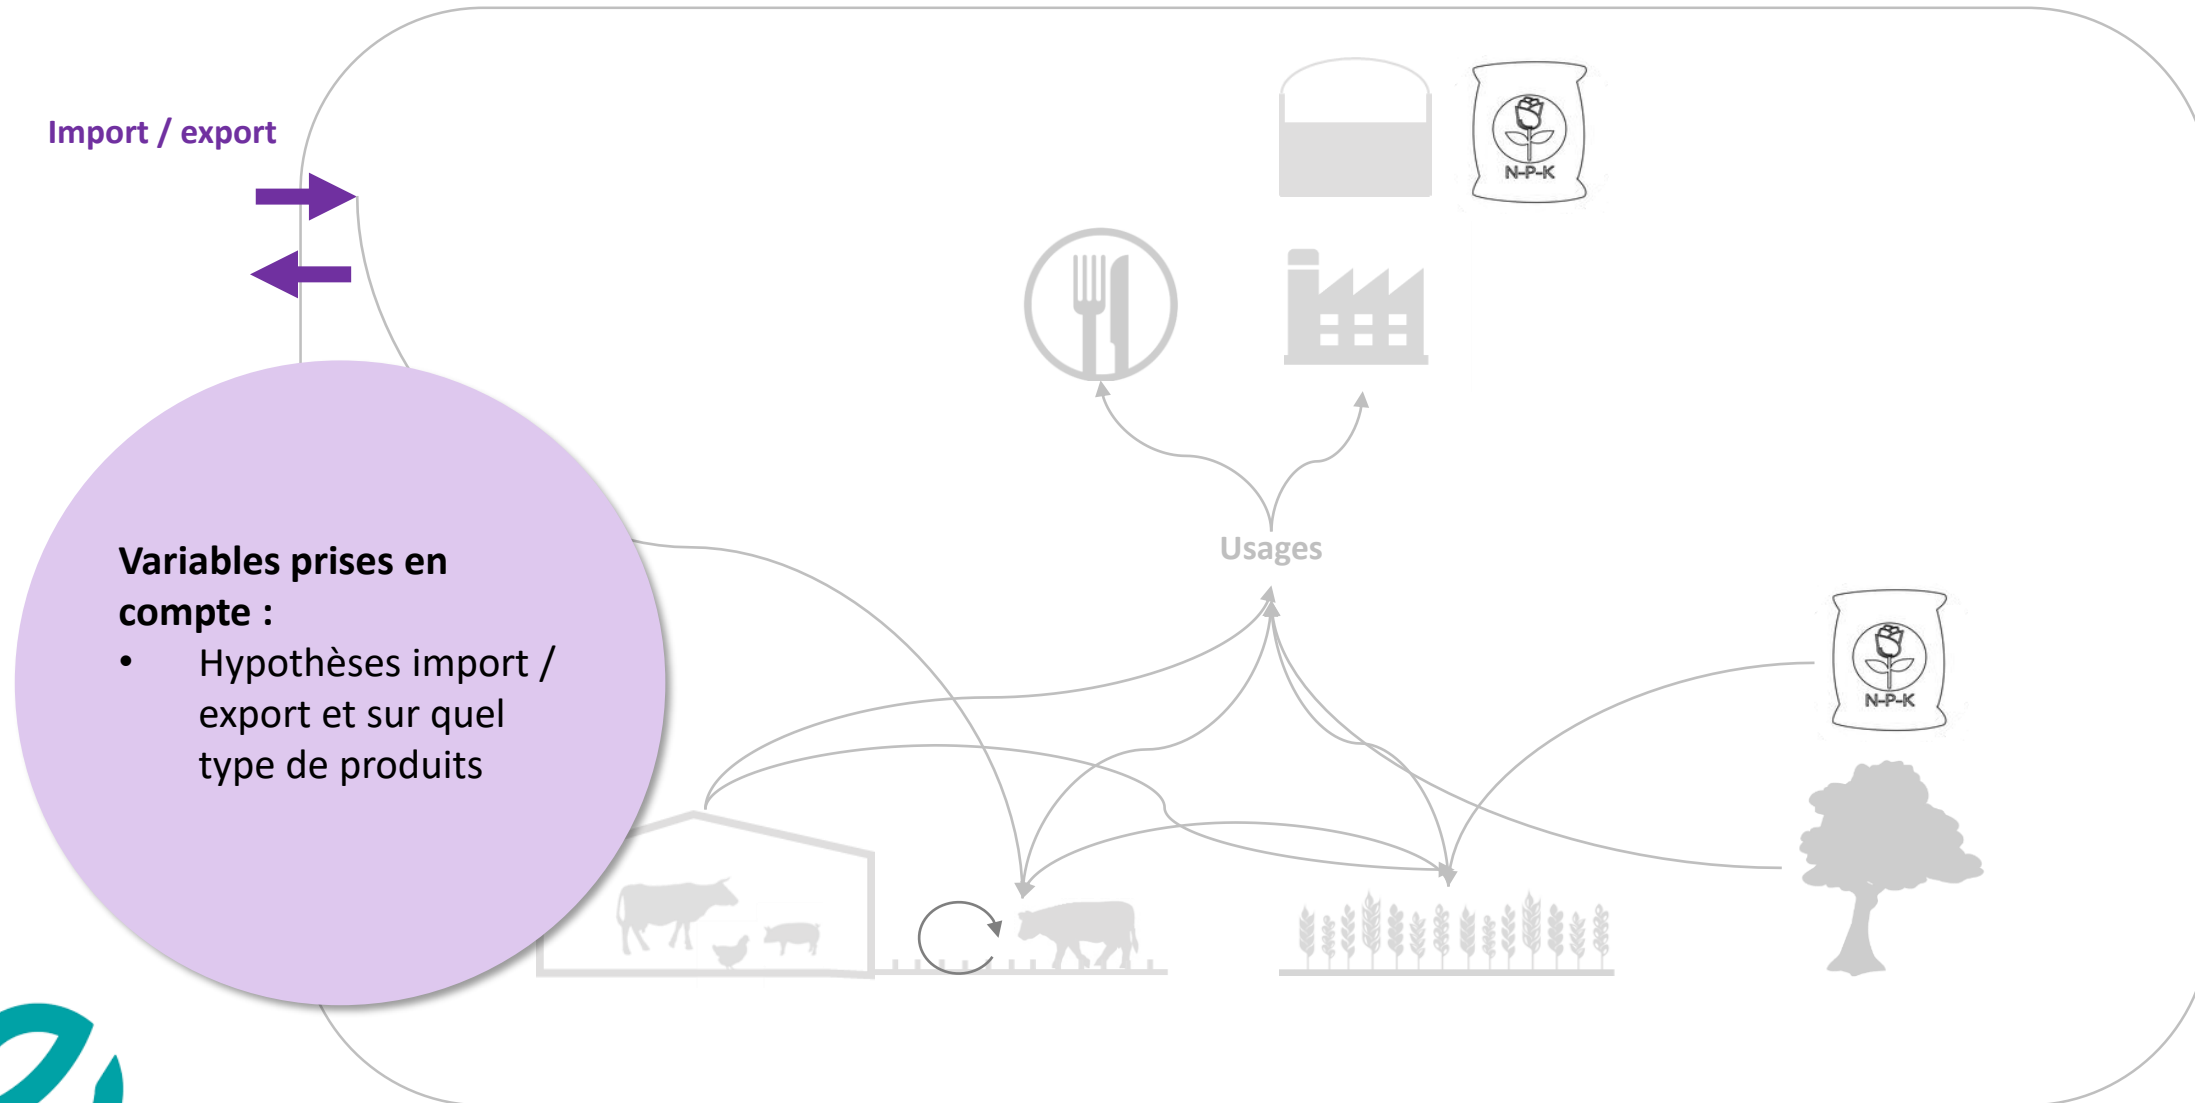 Import / export
N-P-K
Usages
Variables prises en
compte :
• Hypothèses import /
export et sur quel
type de produits
N-P-K